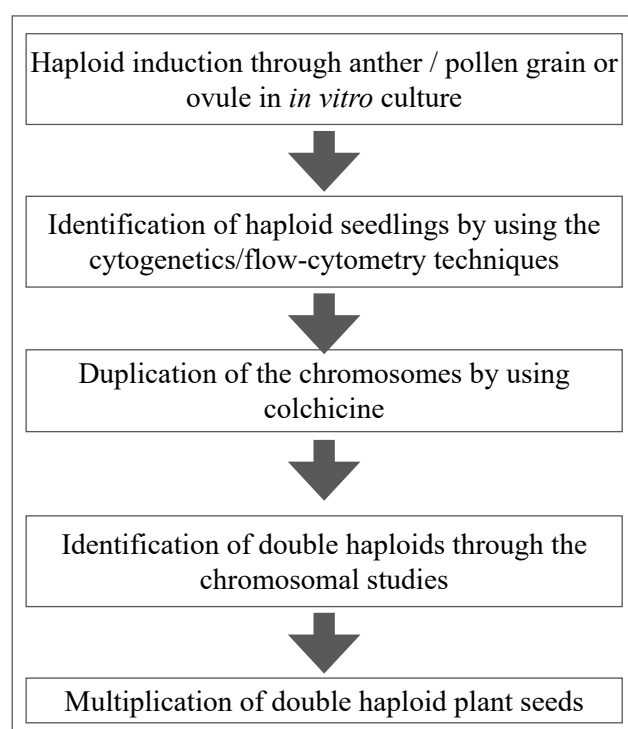 Haploid induction through anther / pollen grain or
ovule in in vitro culture
Identification of haploid seedlings by using the
cytogenetics/flow-cytometry techniques
Duplication of the chromosomes by using
colchicine
Identification of double haploids through the
chromosomal studies
Multiplication of double haploid plant seeds